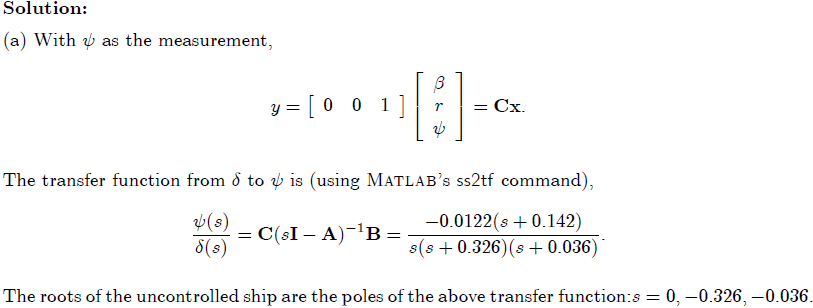 Solution:
(a) With ψ as the measurement,
y = [ 0 0 1 ] [ β r ψ ] = Cx.
The transfer function from δ to ψ is (using MATLAB's ss2tf command),
ψ(s)/δ(s) = C(sI − A)⁻¹B = −0.0122(s + 0.142)/s(s + 0.326)(s + 0.036).
The roots of the uncontrolled ship are the poles of the above transfer function:s = 0, −0.326, −0.036.